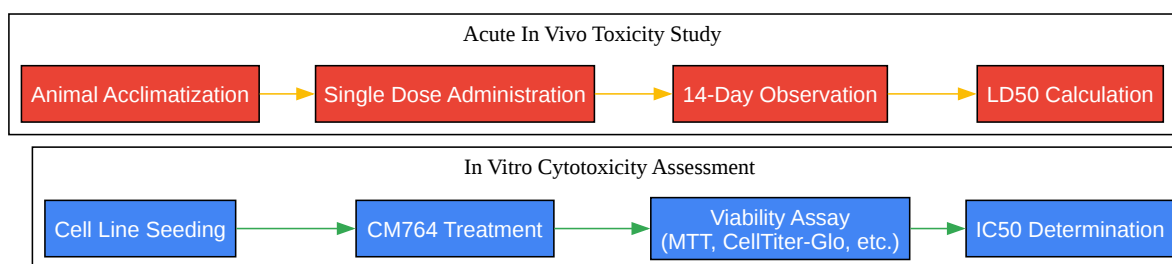 Acute In Vivo Toxicity Study
Animal Acclimatization
Single Dose Administration
14-Day Observation
LD50 Calculation
In Vitro Cytotoxicity Assessment
Cell Line Seeding
CM764 Treatment
Viability Assay
(MTT, CellTiter-Glo, etc.)
IC50 Determination